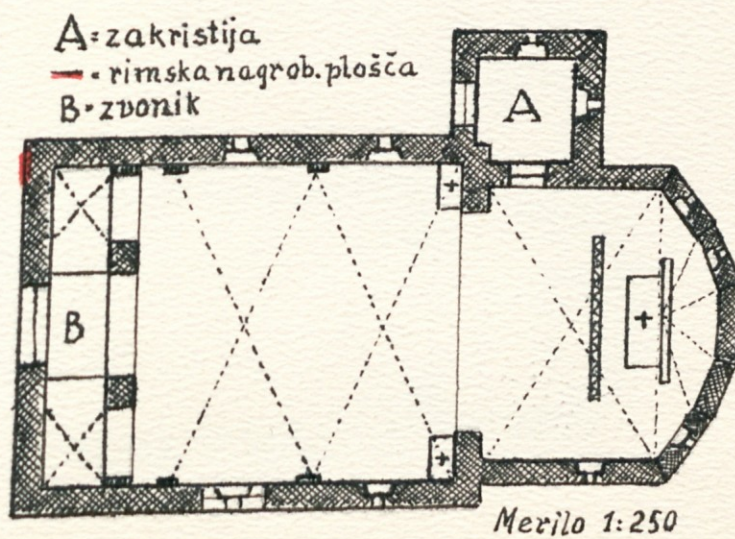 A=zakristija
— = rimska nagrob. plošča
B=zvonik
A
B
Merilo 1:250